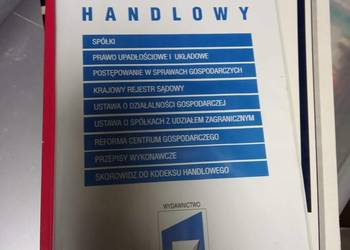 HANDLOWY
SPÓŁKI
PRAWO UPADŁOŚCIOWE I UKŁADOWE
POSTĘPOWANIE W SPRAWACH GOSPODARCZYCH
KRAJOWY REJESTR SĄDOWY
USTAWA O DZIAŁALNOŚCI GOSPODARCZEJ
USTAWA O SPÓŁKACH Z UDZIAŁEM ZAGRANICZNYM
REFORMA CENTRUM GOSPODARCZEGO
PRZEPISY WYKONAWCZE
SKOROWIDZ DO KODEKSU HANDLOWEGO
WYDAWNICTWO